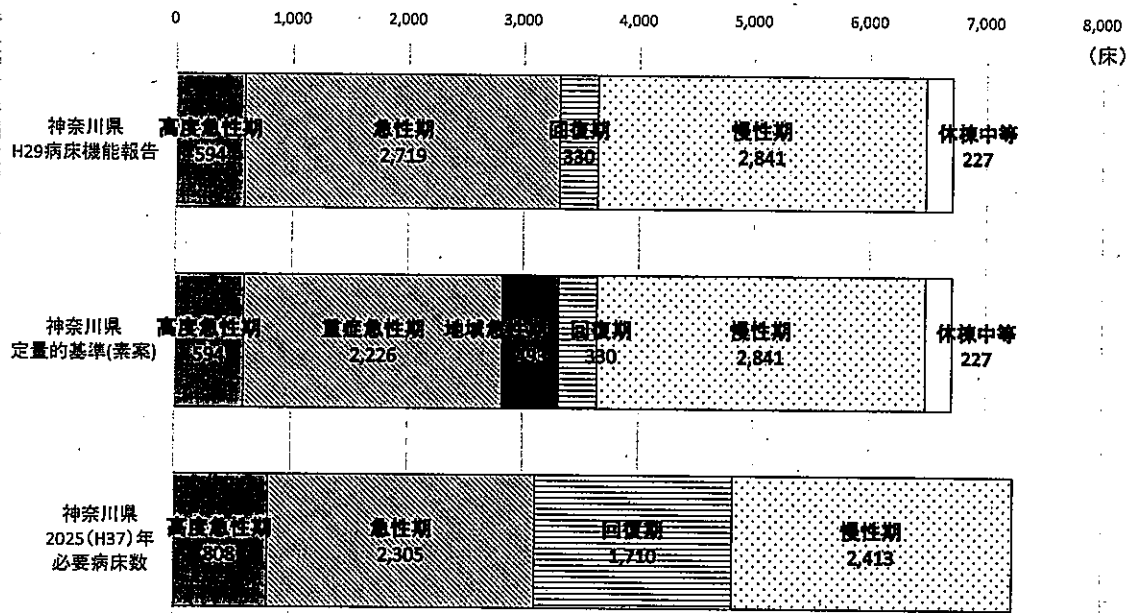 0 1,000 2,000 3,000 4,000 5,000 6,000 7,000 8,000
(床)
神奈川県
H29病床機能報告
高度急性期
594
急性期
2,719
回復期
330
慢性期
2,841
休棟中等
227
神奈川県
定量的基準(素案)
高度急性期
594
重症急性期
2,226
地域急性期
回復期
330
慢性期
2,841
休棟中等
227
神奈川県
2025(H37)年
必要病床数
高度急性期
808
急性期
2,305
回復期
1,710
慢性期
2,413